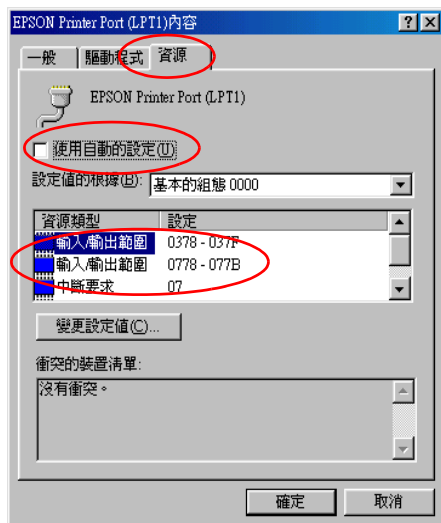 EPSON Printer Port (LPT1)內容
一般 驅動程式 資源
EPSON Printer Port (LPT1)
使用自動的設定(U)
設定值的根據(B): 基本的組態 0000
資源類型 設定
輸入/輸出範圍 0378 - 037F
輸入/輸出範圍 0778 - 077B
中斷要求 07
變更設定值(C)...
衝突的裝置清單:
沒有衝突。
確定 取消